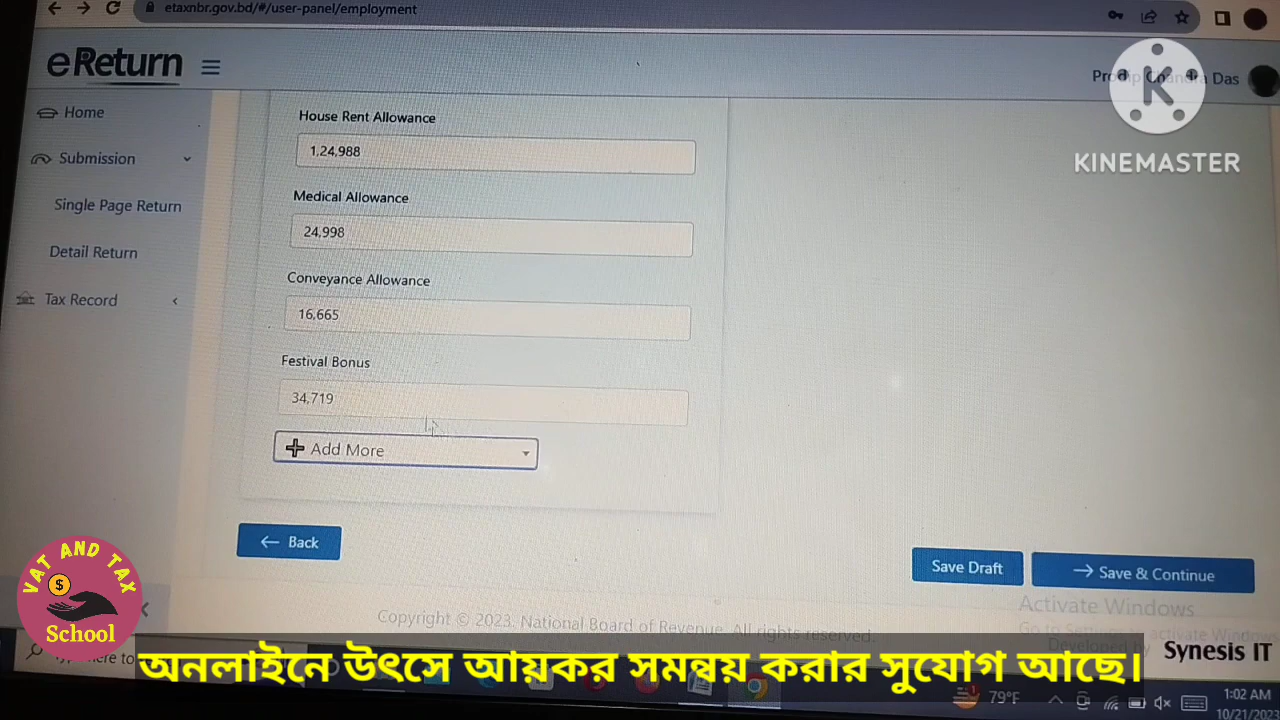 etaxnbr.gov.bd/#/user-panel/employment
eReturn
Das
KINEMASTER
Home
Submission
Single Page Return
Detail Return
Tax Record
House Rent Allowance
1,24,988
Medical Allowance
24,998
Conveyance Allowance
16,665
Festival Bonus
34,719
Add More
Back
Save Draft
Save & Continue
Activate Windows
Copyright © 2023. National Board of Revenue. All rights reserved.
Developed by
Synesis IT
VAT AND TAX
School
অনলাইনে উৎসে আয়কর সমন্বয় করার সুযোগ আছে।
79°F
1:02 AM